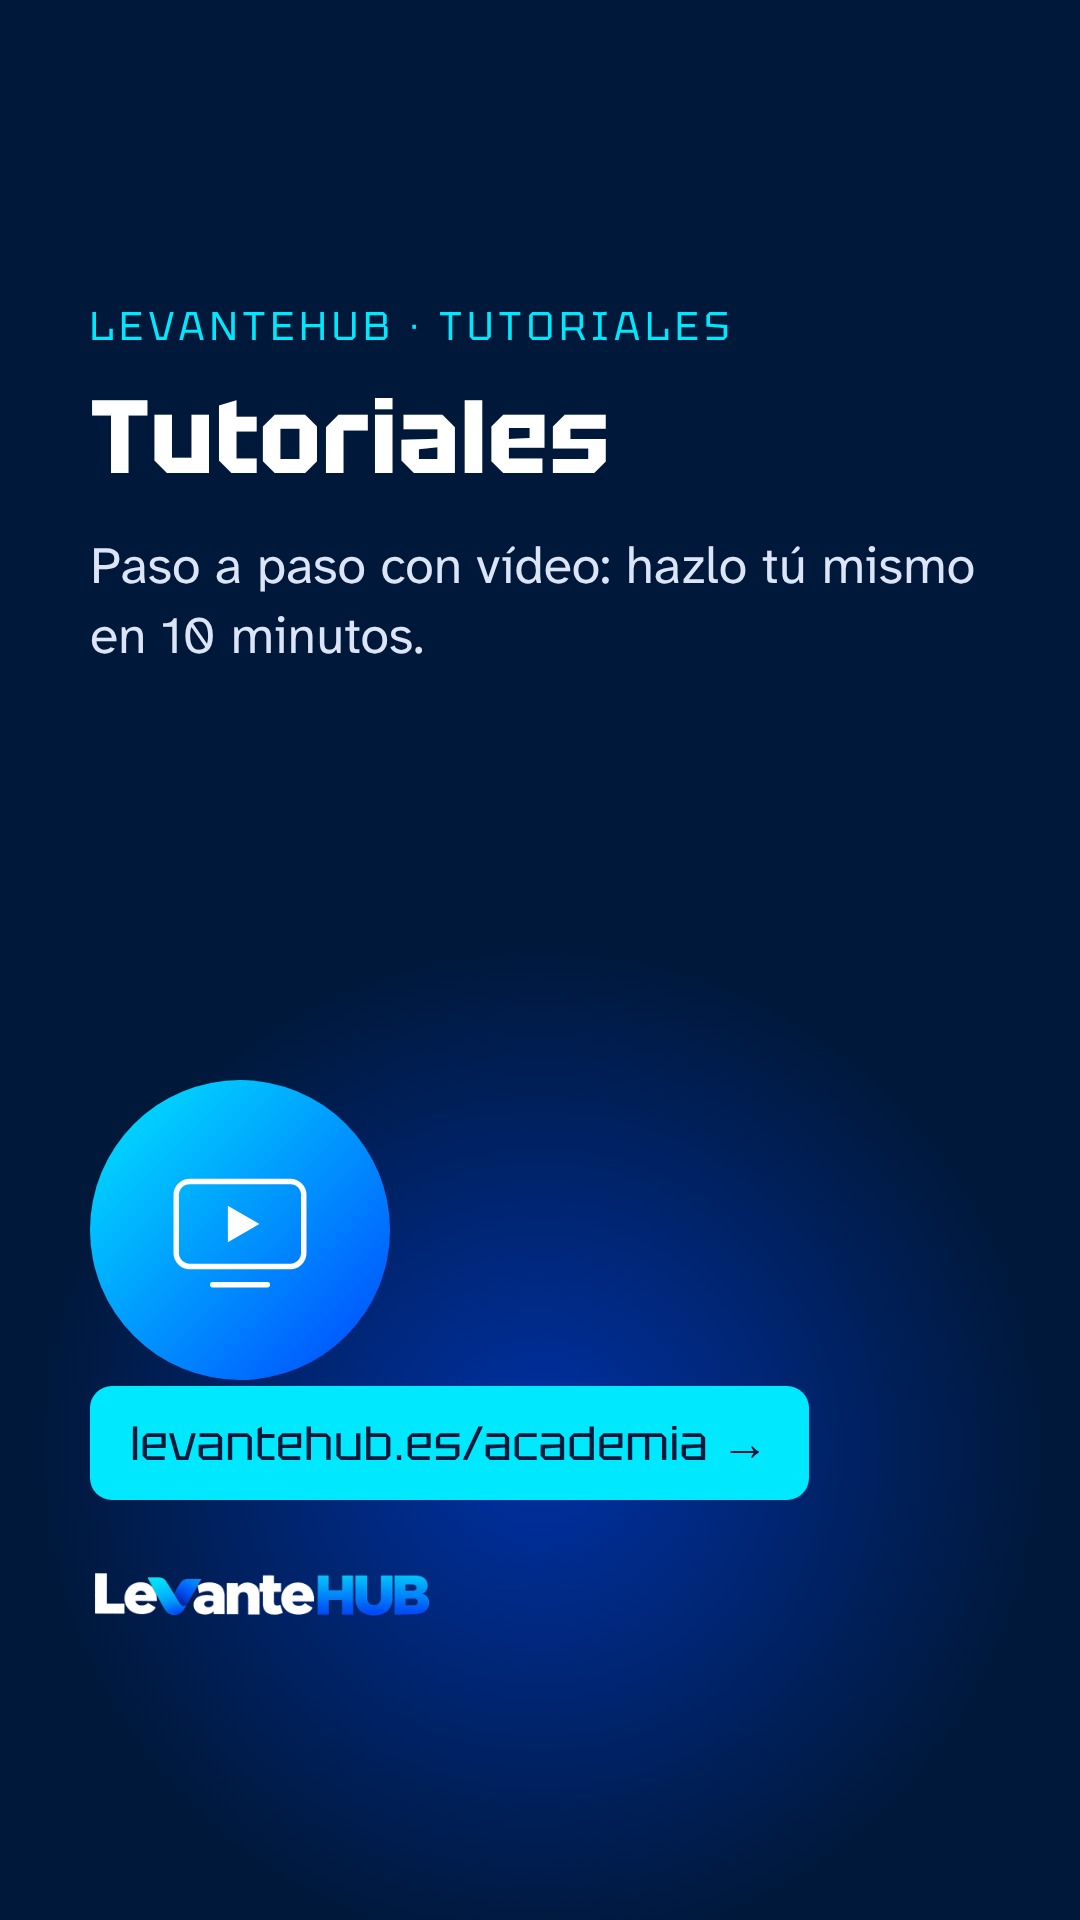 LEVANTEHUB · TUTORIALES
Tutoriales
Paso a paso con vídeo: hazlo tú mismo
en 10 minutos.
levantehub.es/academia →
LevanteHUB